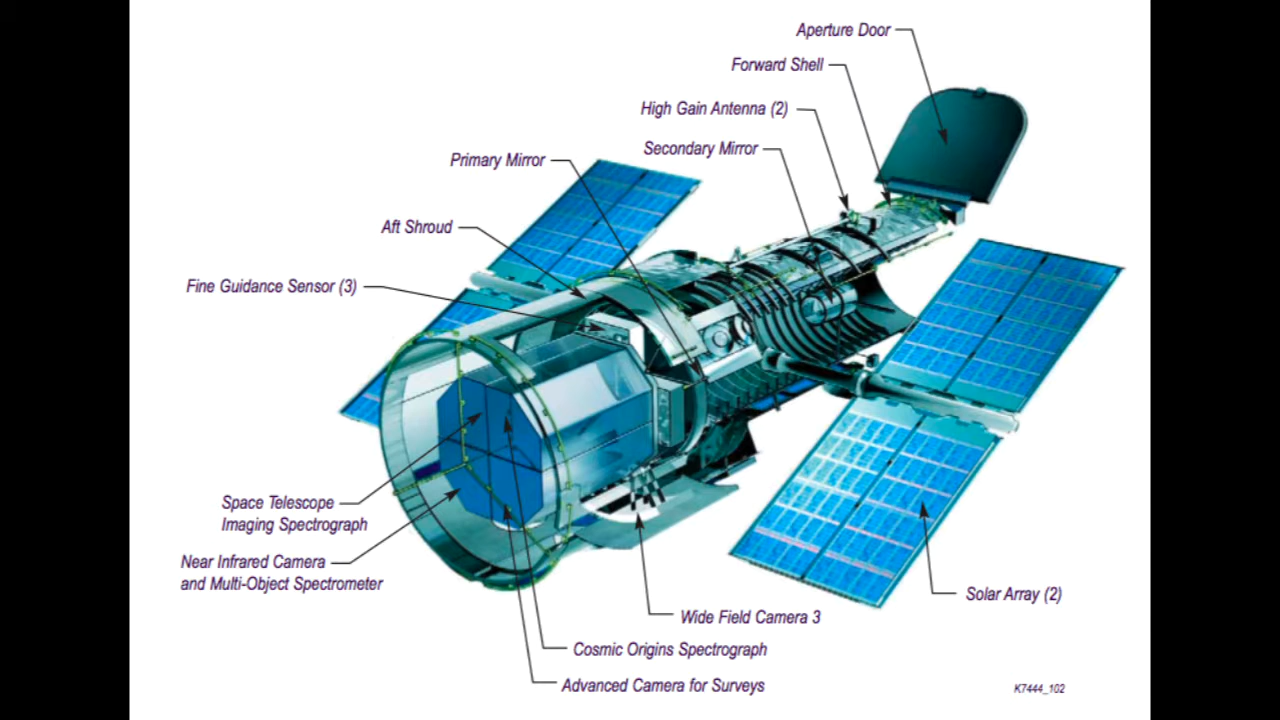 Aperture Door
Forward Shell
High Gain Antenna (2)
Secondary Mirror
Primary Mirror
Aft Shroud
Fine Guidance Sensor (3)
Space Telescope
Imaging Spectrograph
Near Infrared Camera
and Multi-Object Spectrometer
Solar Array (2)
Wide Field Camera 3
Cosmic Origins Spectrograph
Advanced Camera for Surveys
K7444_102